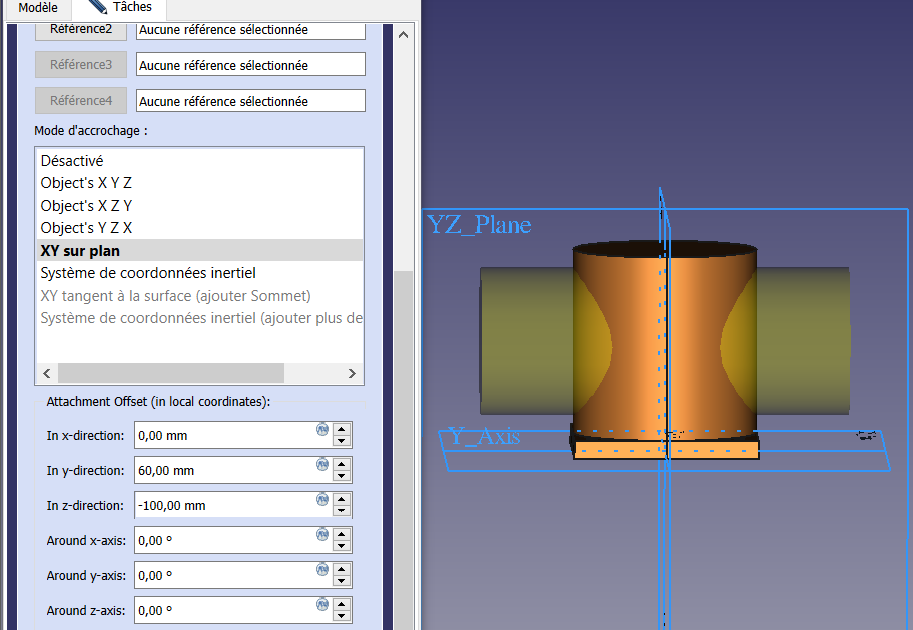 Modèle Tâches
Référence2 Aucune référence sélectionnée
Référence3 Aucune référence sélectionnée
Référence4 Aucune référence sélectionnée
Mode d'accrochage :
Désactivé
Object's X Y Z
Object's X Z Y
Object's Y Z X
XY sur plan
Système de coordonnées inertiel
XY tangent à la surface (ajouter Sommet)
Système de coordonnées inertiel (ajouter plus de
Attachment Offset (in local coordinates):
In x-direction: 0,00 mm
In y-direction: 60,00 mm
In z-direction: -100,00 mm
Around x-axis: 0,00 °
Around y-axis: 0,00 °
Around z-axis: 0,00 °
YZ_Plane
Y_Axis